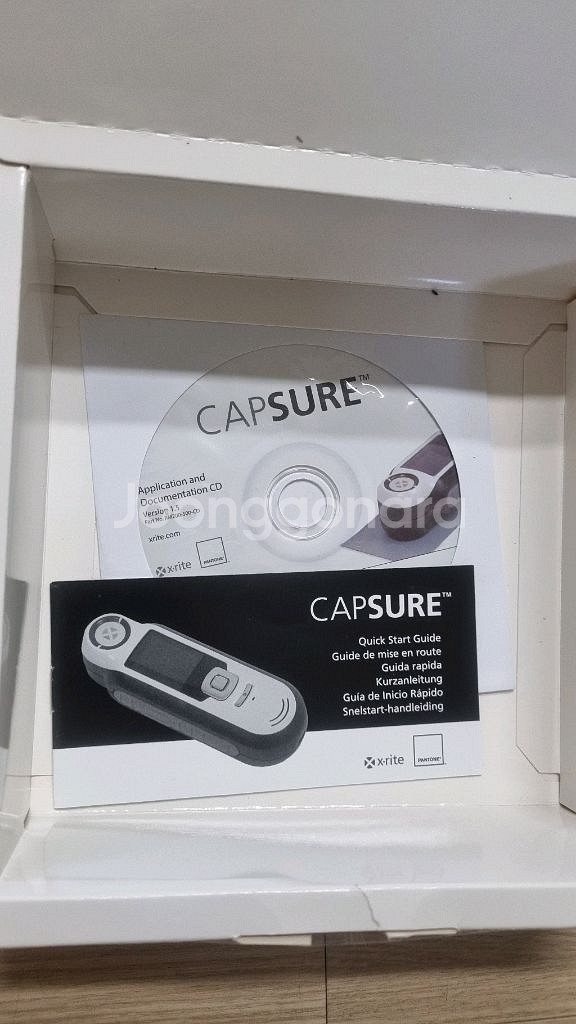 CAPSURE™
Application and
Documentation CD
Version 1.5
xrite.com
x·rite PANTONE®
Joongonara
CAPSURE™
Quick Start Guide
Guide de mise en route
Guida rapida
Kurzanleitung
Guía de Inicio Rápido
Snelstart-handleiding
x·rite PANTONE®